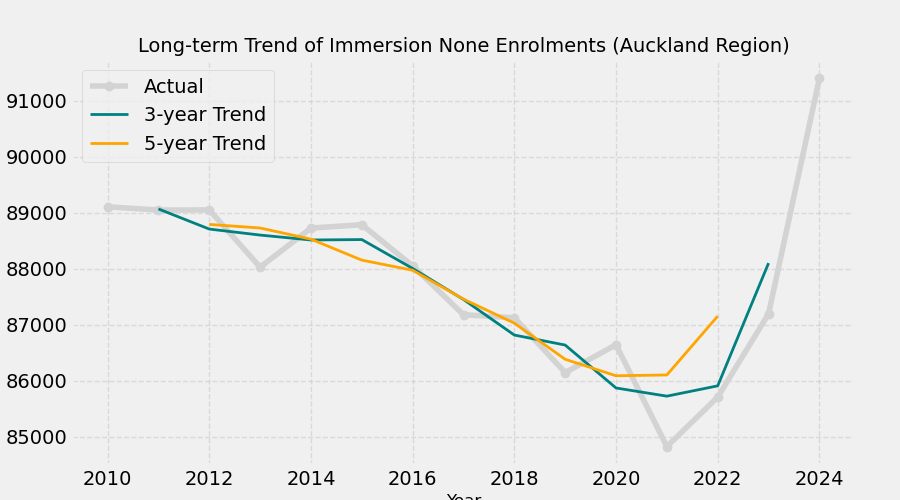 Long-term Trend of Immersion None Enrolments (Auckland Region)
Actual
3-year Trend
5-year Trend
91000
90000
89000
88000
87000
86000
85000
2010 2012 2014 2016 2018 2020 2022 2024
Year